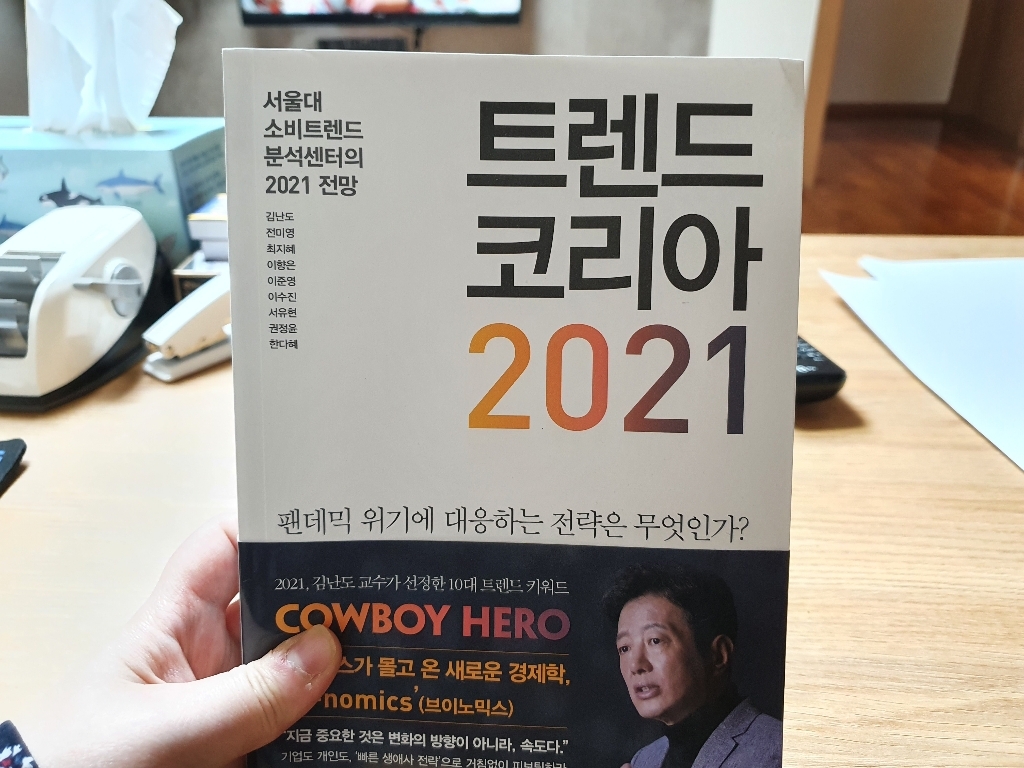 서울대
소비트렌드
분석센터의
2021 전망
김난도
전미영
최지혜
이향은
이준영
이수진
서유현
권정윤
한다혜
트렌드
코리아
2021
팬데믹 위기에 대응하는 전략은 무엇인가?
2021, 김난도 교수가 선정한 10대 트렌드 키워드
COWBOY HERO
몰고 온 새로운 경제학,
nomics’(브이노믹스)
“지금 중요한 것은 변화의 방향이 아니라, 속도다.”
기업도 개인도, ‘빠른 생애사 전략’으로 거침없이